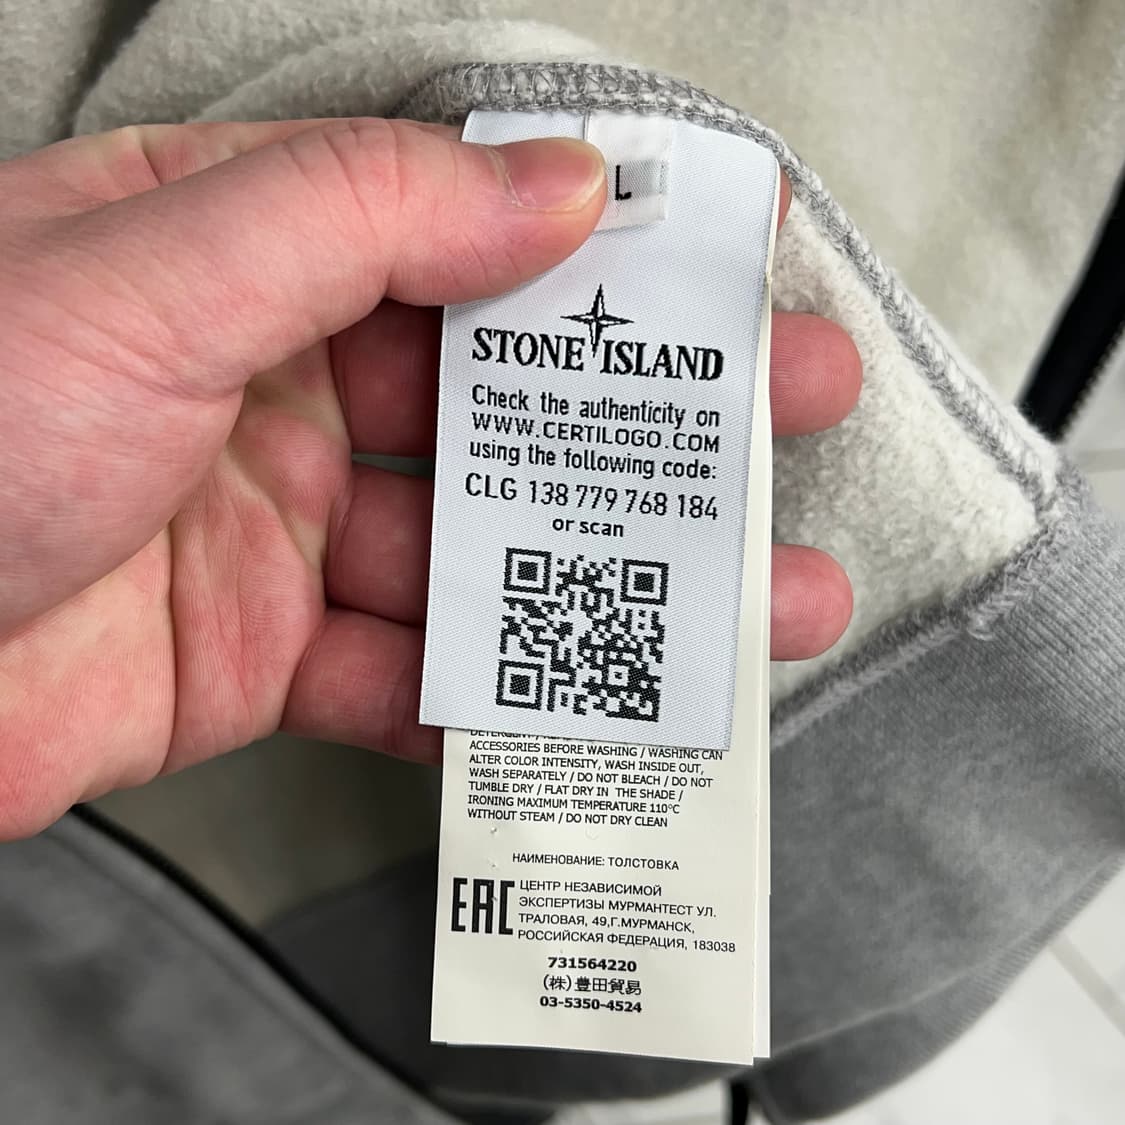 L
STONE ISLAND
Check the authenticity on
WWW.CERTILOGO.COM
using the following code:
CLG 138 779 768 184
or scan
ACCESSORIES BEFORE WASHING / WASHING CAN
ALTER COLOR INTENSITY, WASH INSIDE OUT,
WASH SEPARATELY / DO NOT BLEACH / DO NOT
TUMBLE DRY / FLAT DRY IN THE SHADE /
IRONING MAXIMUM TEMPERATURE 110°C
WITHOUT STEAM / DO NOT DRY CLEAN
НАИМЕНОВАНИЕ: ТОЛСТОВКА
EAC
ЦЕНТР НЕЗАВИСИМОЙ
ЭКСПЕРТИЗЫ МУРМАНТЕСТ УЛ.
ТРАЛОВАЯ, 49,Г.МУРМАНСК,
РОССИЙСКАЯ ФЕДЕРАЦИЯ, 183038
731564220
(株)豊田貿易
03-5350-4524